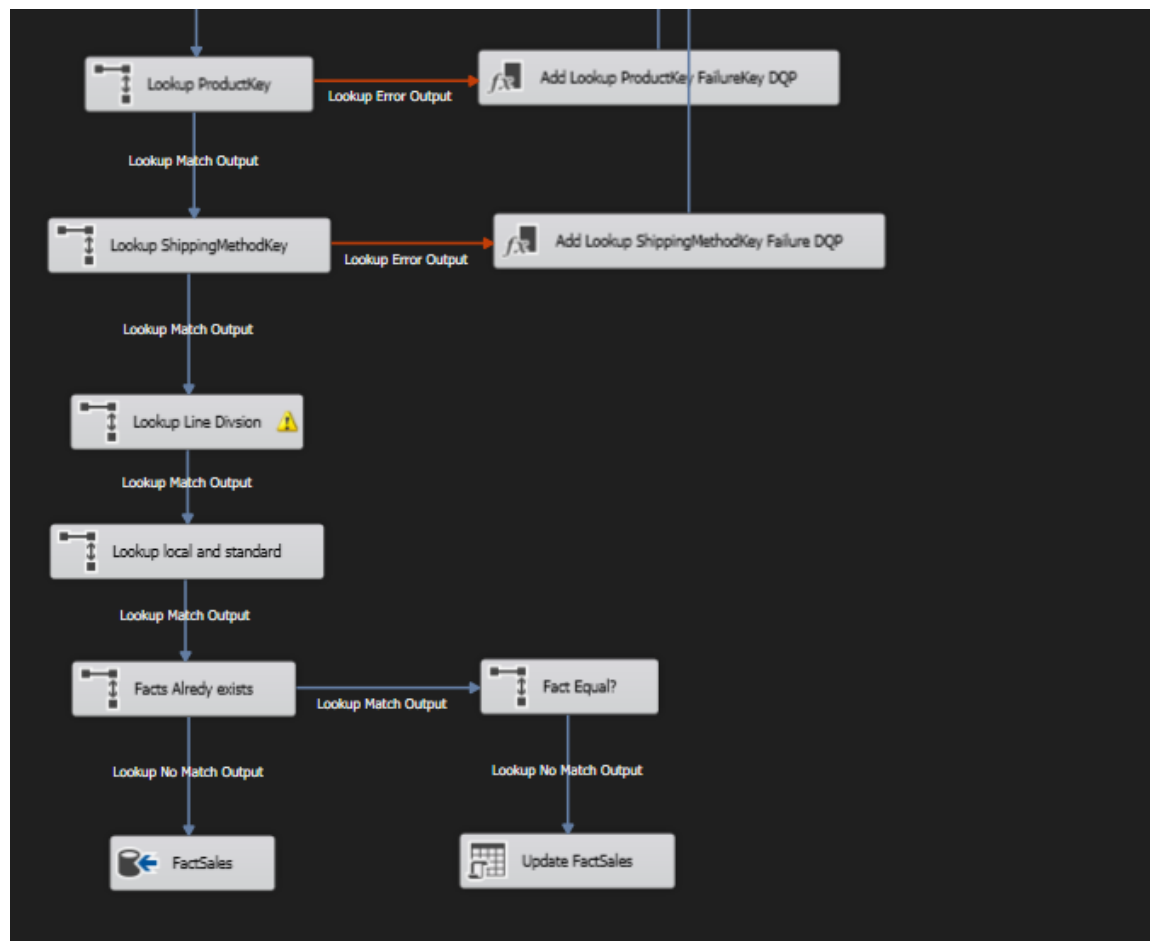 Lookup ProductKey
Lookup Error Output
Add Lookup ProductKey FailureKey DQP
Lookup Match Output
Lookup ShippingMethodKey
Lookup Error Output
Add Lookup ShippingMethodKey Failure DQP
Lookup Match Output
Lookup Line Divsion
Lookup Match Output
Lookup local and standard
Lookup Match Output
Facts Alredy exists
Lookup Match Output
Fact Equal?
Lookup No Match Output
Lookup No Match Output
FactSales
Update FactSales